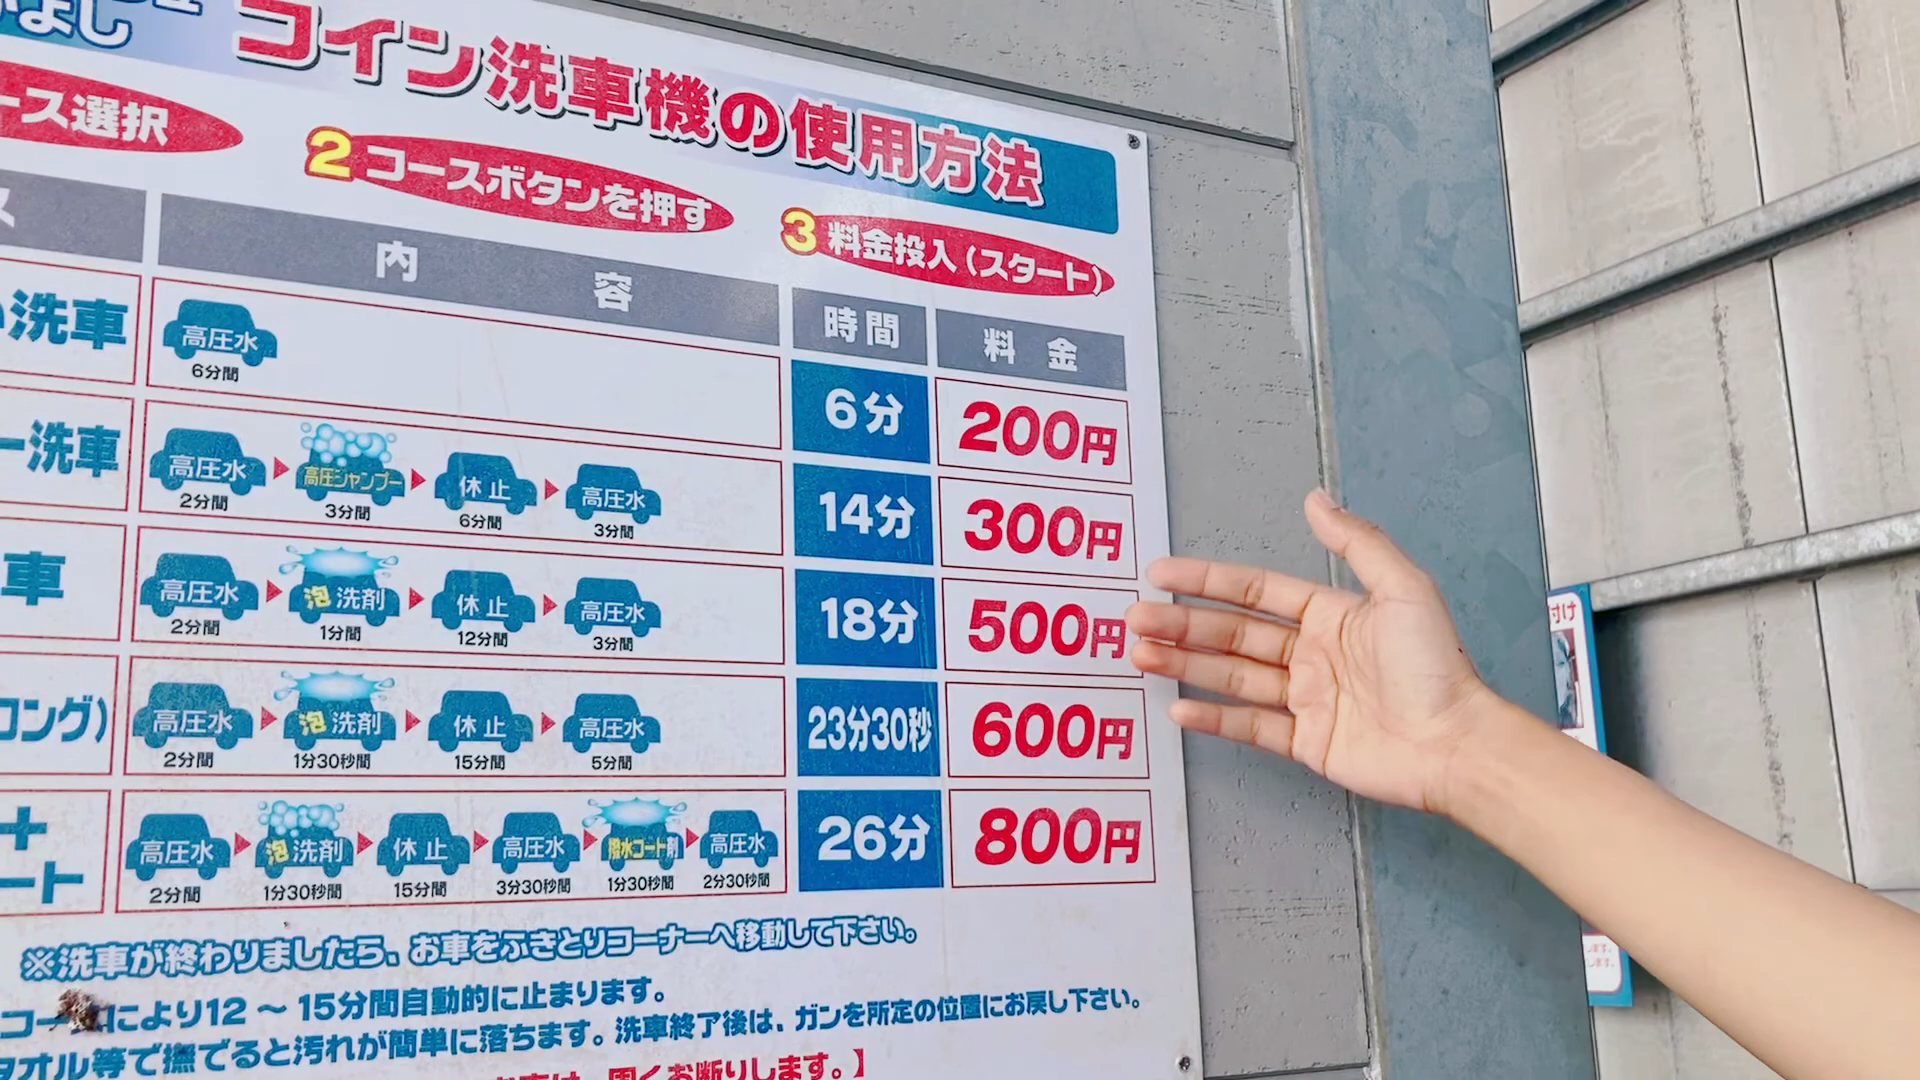 よし
コイン洗車機の使用方法
ース選択
2 コースボタンを押す
3 料金投入(スタート)
ス
内容
時間
料金
洗車
高圧水
6分間
6分
200円
ー洗車
高圧水 高圧シャンプー 休止 高圧水
2分間 3分間 6分間 3分間
14分
300円
車
高圧水 泡洗剤 休止 高圧水
2分間 1分間 12分間 3分間
18分
500円
ロング)
高圧水 泡洗剤 休止 高圧水
2分間 1分30秒間 15分間 5分間
23分30秒
600円
+
ート
高圧水 泡洗剤 休止 高圧水 撥水コート剤 高圧水
2分間 1分30秒間 15分間 3分30秒間 1分30秒間 2分30秒間
26分
800円
※洗車が終わりましたら、お車をふきとりコーナーへ移動して下さい。
により12 ~ 15分間自動的に止まります。
タオル等で撫でると汚れが簡単に落ちます。洗車終了後は、ガンを所定の位置にお戻し下さい。
固くお断りします。】
付け